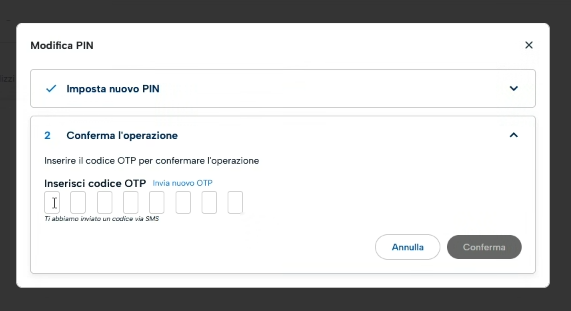 Modifica PIN
Imposta nuovo PIN
2 Conferma l'operazione
Inserire il codice OTP per confermare l'operazione
Inserisci codice OTP Invia nuovo OTP
Ti abbiamo inviato un codice via SMS
Annulla Conferma